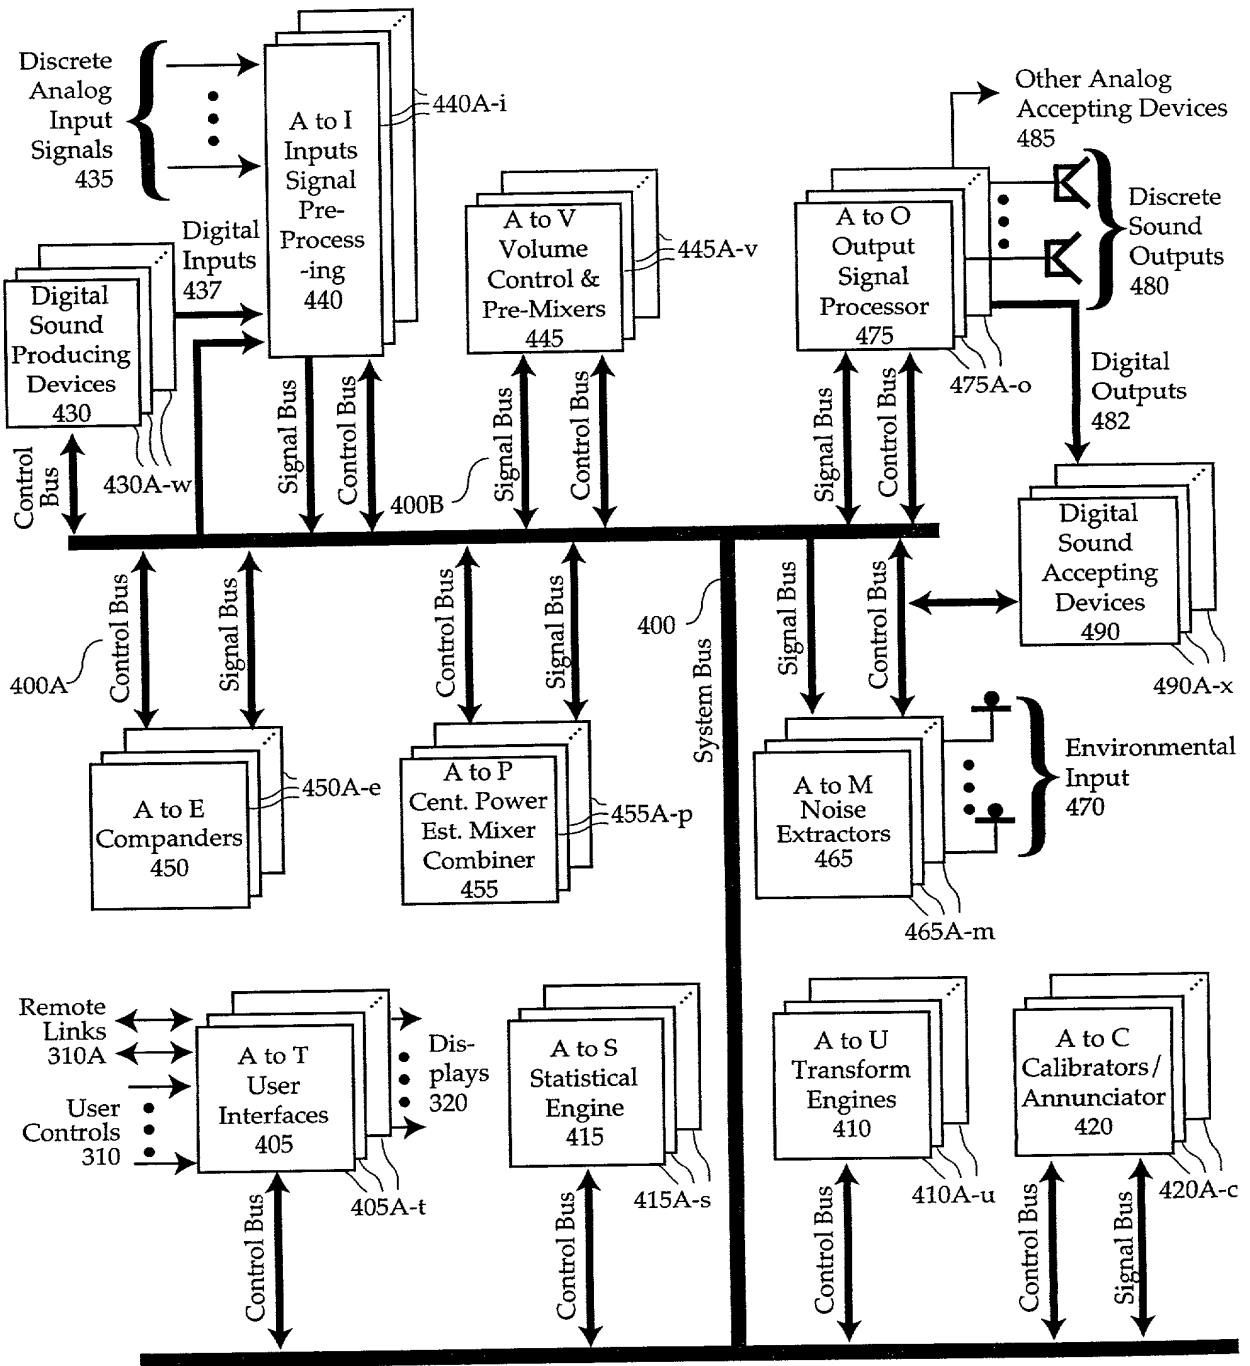 Discrete
Analog
Input
Signals
435
A to I
Inputs
Signal
Pre-
Process
-ing
440
440A-i
Digital
Inputs
437
Digital
Sound
Producing
Devices
430
430A-w
Control
Bus
Signal Bus
Control Bus
A to V
Volume
Control &
Pre-Mixers
445
445A-v
400B
Signal Bus
Control Bus
A to O
Output
Signal
Processor
475
475A-o
Signal Bus
Control Bus
Other Analog
Accepting Devices
485
Discrete
Sound
Outputs
480
Digital
Outputs
482
Digital
Sound
Accepting
Devices
490
490A-x
400A
Control Bus
Signal Bus
A to E
Companders
450
450A-e
Control Bus
Signal Bus
A to P
Cent. Power
Est. Mixer
Combiner
455
455A-p
400
System Bus
Signal Bus
Control Bus
A to M
Noise
Extractors
465
465A-m
Environmental
Input
470
Remote
Links
310A
User
Controls
310
A to T
User
Interfaces
405
405A-t
Dis-
plays
320
Control Bus
A to S
Statistical
Engine
415
415A-s
Control Bus
A to U
Transform
Engines
410
410A-u
Control Bus
A to C
Calibrators/
Annunciator
420
420A-c
Control Bus
Signal Bus